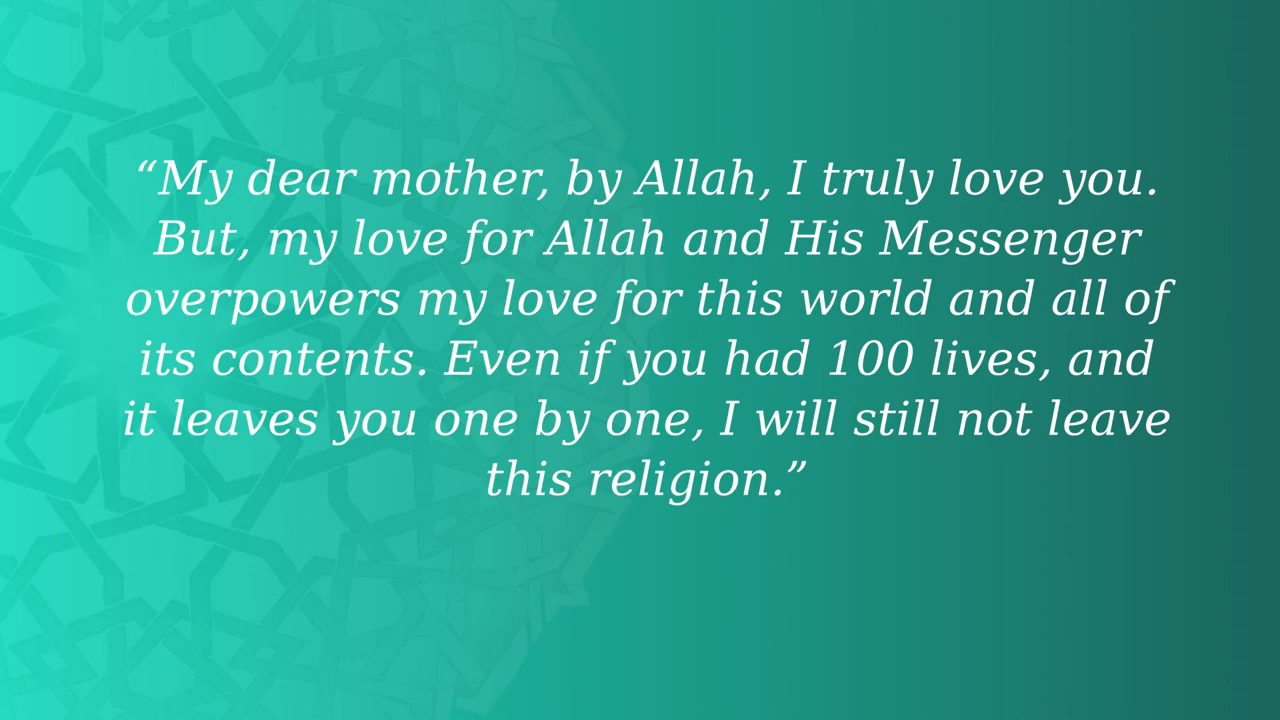 “My dear mother, by Allah, I truly love you.
But, my love for Allah and His Messenger
overpowers my love for this world and all of
its contents. Even if you had 100 lives, and
it leaves you one by one, I will still not leave
this religion.”